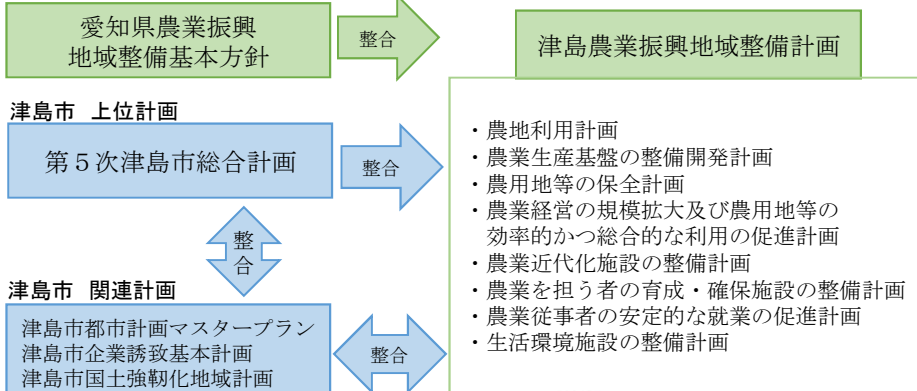 愛知県農業振興
地域整備基本方針
整合
津島農業振興地域整備計画
津島市 上位計画
第5次津島市総合計画
整合
整
合
津島市 関連計画
津島市都市計画マスタープラン
津島市企業誘致基本計画
津島市国土強靱化地域計画
整合
・農地利用計画
・農業生産基盤の整備開発計画
・農用地等の保全計画
・農業経営の規模拡大及び農用地等の
効率的かつ総合的な利用の促進計画
・農業近代化施設の整備計画
・農業を担う者の育成・確保施設の整備計画
・農業従事者の安定的な就業の促進計画
・生活環境施設の整備計画